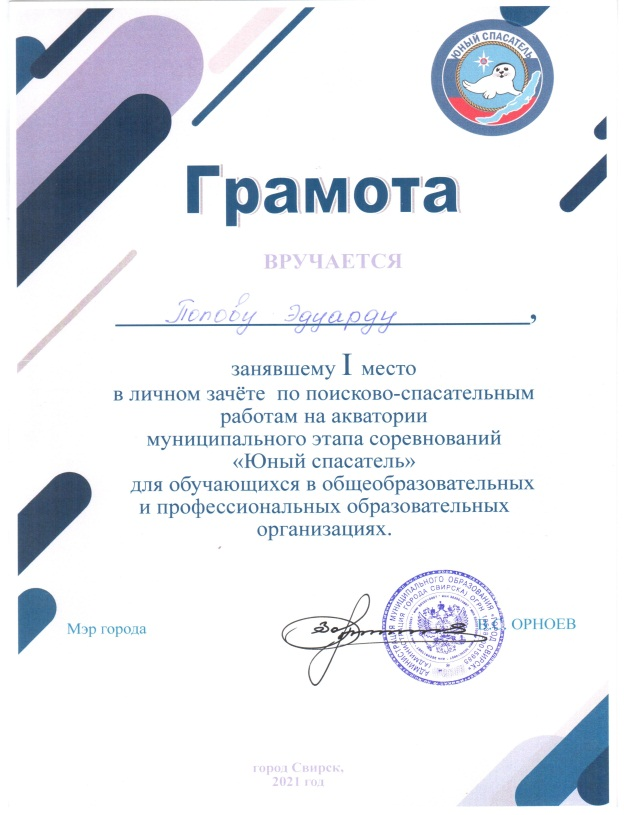 ЮНЫЙ СПАСАТЕЛЬ
Грамота
ВРУЧАЕТСЯ
Попову Эдуарду,
занявшему I место
в личном зачёте по поисково-спасательным
работам на акватории
муниципального этапа соревнований
«Юный спасатель»
для обучающихся в общеобразовательных
и профессиональных образовательных
организациях.
Мэр города
ОРНОЕВ
город Свирск,
2021 год